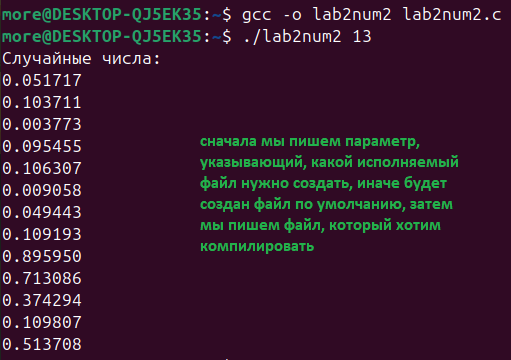 more@DESKTOP-QJ5EK35:~$ gcc -o lab2num2 lab2num2.c
more@DESKTOP-QJ5EK35:~$ ./lab2num2 13
Случайные числа:
0.051717
0.103711
0.003773
0.095455
0.106307
0.009058
0.049443
0.109193
0.895950
0.713086
0.374294
0.109807
0.513708
сначала мы пишем параметр,
указывающий, какой исполняемый
файл нужно создать, иначе будет
создан файл по умолчанию, затем
мы пишем файл, который хотим
компилировать